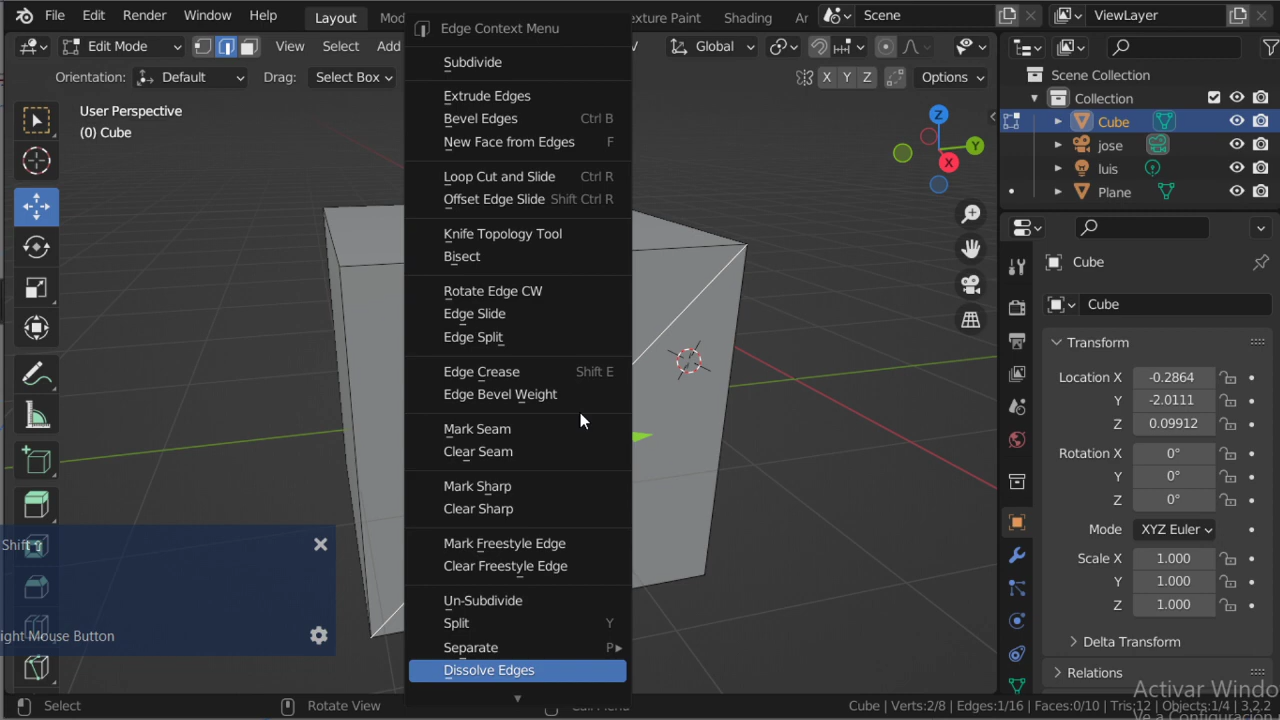 File Edit Render Window Help Layout Mod exture Paint Shading Ar Scene ViewLayer
Edit Mode View Select Add V Global
Orientation: Default Drag: Select Box X Y Z Options
User Perspective
(0) Cube
Edge Context Menu
Subdivide
Extrude Edges
Bevel Edges Ctrl B
New Face from Edges F
Loop Cut and Slide Ctrl R
Offset Edge Slide Shift Ctrl R
Knife Topology Tool
Bisect
Rotate Edge CW
Edge Slide
Edge Split
Edge Crease Shift E
Edge Bevel Weight
Mark Seam
Clear Seam
Mark Sharp
Clear Sharp
Mark Freestyle Edge
Clear Freestyle Edge
Un-Subdivide
Split Y
Separate P
Dissolve Edges
Z
Y
X
Shift
ight Mouse Button
Scene Collection
Collection
Cube
jose
luis
Plane
Cube
Cube
Transform
Location X -0.2864
Y -2.0111
Z 0.09912
Rotation X 0°
Y 0°
Z 0°
Mode XYZ Euler
Scale X 1.000
Y 1.000
Z 1.000
Delta Transform
Relations
Activar Windo
Select Rotate View Cube | Verts:2/8 | Edges:1/16 | Faces:0/10 | Tris:12 | Objects:1/4 | 3.2.2